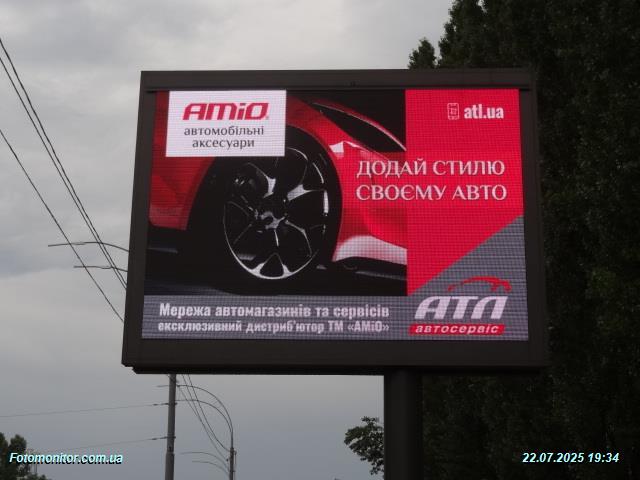 AMiO
автомобільні
аксесуари
atl.ua
ДОДАЙ СТИЛЮ
СВОЄМУ АВТО
Мережа автомагазинів та сервісів
ексклюзивний дистриб'ютор ТМ «AMiO»
АТЛ
автосервіс
Fotomonitor.com.ua
22.07.2025 19:34